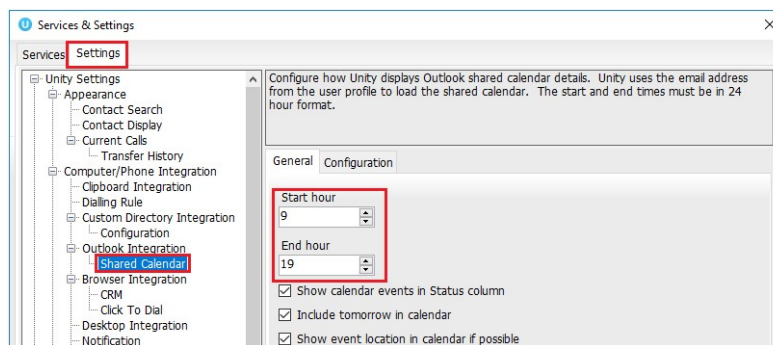 Services & Settings
Services Settings
Unity Settings
Appearance
Contact Search
Contact Display
Current Calls
Transfer History
Computer/Phone Integration
Clipboard Integration
Dialling Rule
Custom Directory Integration
Configuration
Outlook Integration
Shared Calendar
Browser Integration
CRM
Click To Dial
Desktop Integration
Notification
Configure how Unity displays Outlook shared calendar details. Unity uses the email address
from the user profile to load the shared calendar. The start and end times must be in 24
hour format.
General Configuration
Start hour
9
End hour
19
Show calendar events in Status column
Include tomorrow in calendar
Show event location in calendar if possible